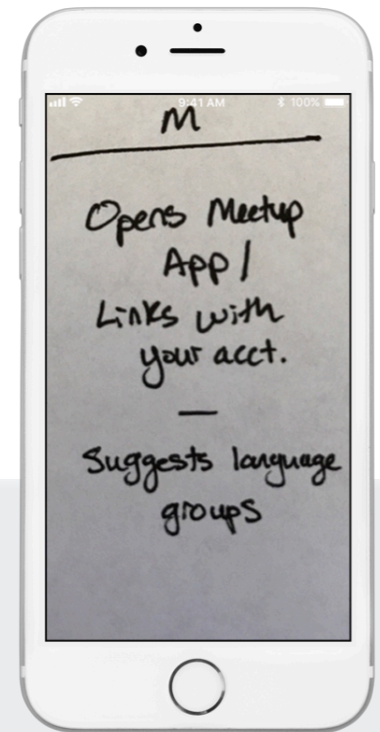 9:41 AM 100%
M
Opens Meetup
App/
Links with
your acct.
—
Suggests language
groups